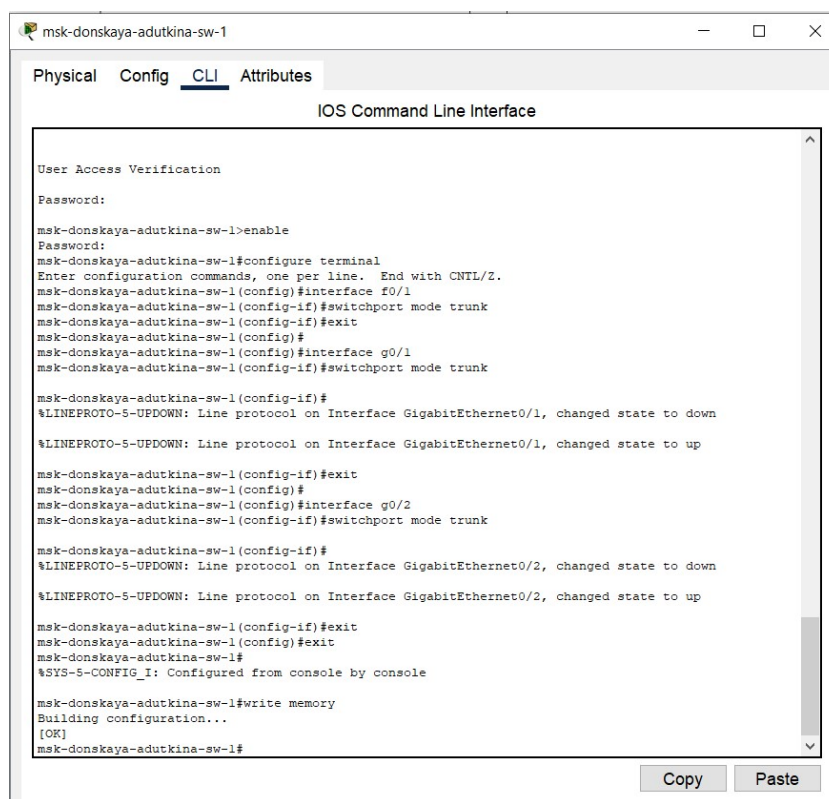 msk-donskaya-adutkina-sw-1
Physical Config CLI Attributes
IOS Command Line Interface
User Access Verification
Password:
msk-donskaya-adutkina-sw-1>enable
Password:
msk-donskaya-adutkina-sw-1#configure terminal
Enter configuration commands, one per line.  End with CNTL/Z.
msk-donskaya-adutkina-sw-1(config)#interface f0/1
msk-donskaya-adutkina-sw-1(config-if)#switchport mode trunk
msk-donskaya-adutkina-sw-1(config-if)#exit
msk-donskaya-adutkina-sw-1(config)#
msk-donskaya-adutkina-sw-1(config)#interface g0/1
msk-donskaya-adutkina-sw-1(config-if)#switchport mode trunk
msk-donskaya-adutkina-sw-1(config-if)#
%LINEPROTO-5-UPDOWN: Line protocol on Interface GigabitEthernet0/1, changed state to down
%LINEPROTO-5-UPDOWN: Line protocol on Interface GigabitEthernet0/1, changed state to up
msk-donskaya-adutkina-sw-1(config-if)#exit
msk-donskaya-adutkina-sw-1(config)#
msk-donskaya-adutkina-sw-1(config)#interface g0/2
msk-donskaya-adutkina-sw-1(config-if)#switchport mode trunk
msk-donskaya-adutkina-sw-1(config-if)#
%LINEPROTO-5-UPDOWN: Line protocol on Interface GigabitEthernet0/2, changed state to down
%LINEPROTO-5-UPDOWN: Line protocol on Interface GigabitEthernet0/2, changed state to up
msk-donskaya-adutkina-sw-1(config-if)#exit
msk-donskaya-adutkina-sw-1(config)#exit
msk-donskaya-adutkina-sw-1#
%SYS-5-CONFIG_I: Configured from console by console
msk-donskaya-adutkina-sw-1#write memory
Building configuration...
[OK]
msk-donskaya-adutkina-sw-1#
Copy Paste